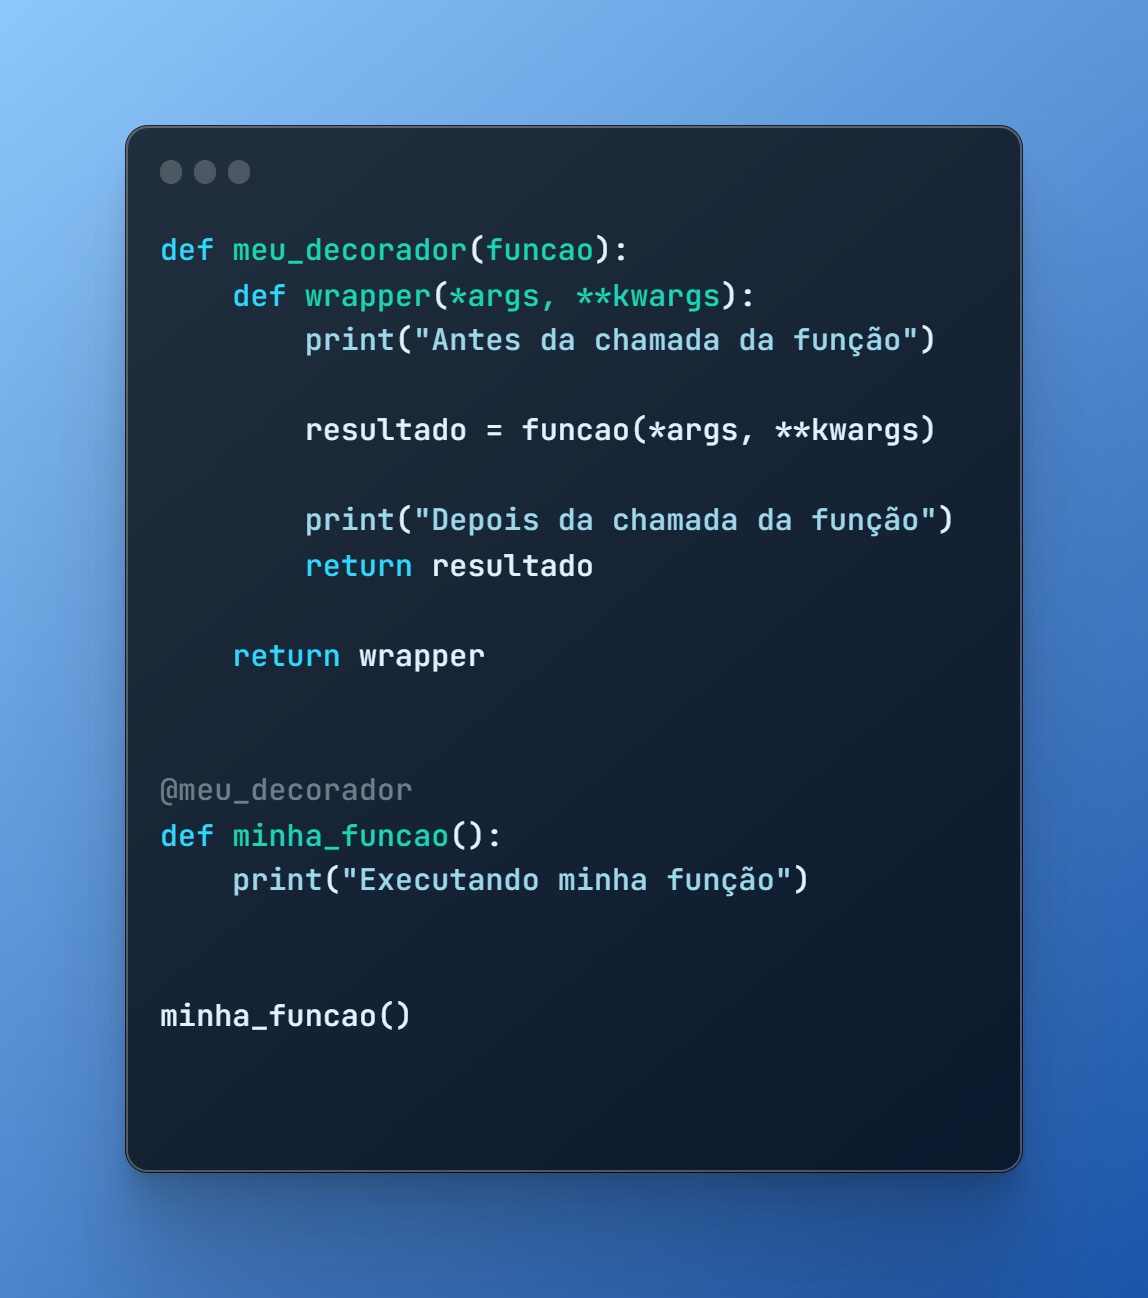 def meu_decorador(funcao):
    def wrapper(*args, **kwargs):
        print("Antes da chamada da função")
        resultado = funcao(*args, **kwargs)
        print("Depois da chamada da função")
        return resultado
    return wrapper
@meu_decorador
def minha_funcao():
    print("Executando minha função")
minha_funcao()